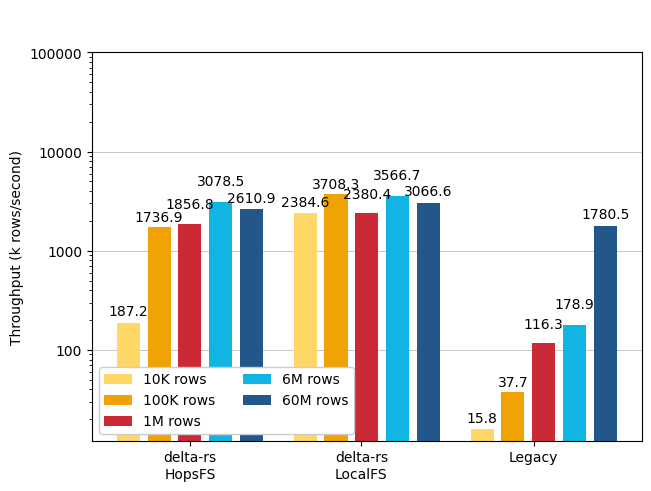 100000
10000
1000
100
Throughput (k rows/second)
187.2
1736.9
1856.8
3078.5
2610.9
2384.6
3708.3
2380.4
3566.7
3066.6
15.8
37.7
116.3
178.9
1780.5
10K rows
100K rows
1M rows
6M rows
60M rows
delta-rs
HopsFS
delta-rs
LocalFS
Legacy